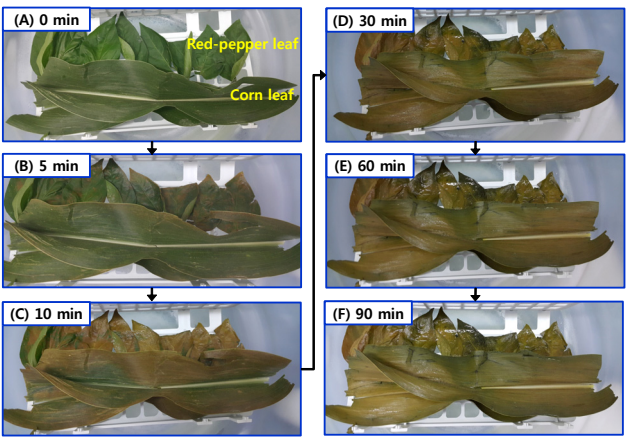 (A) 0 min
Red-pepper leaf
Corn leaf
(B) 5 min
(C) 10 min
(D) 30 min
(E) 60 min
(F) 90 min